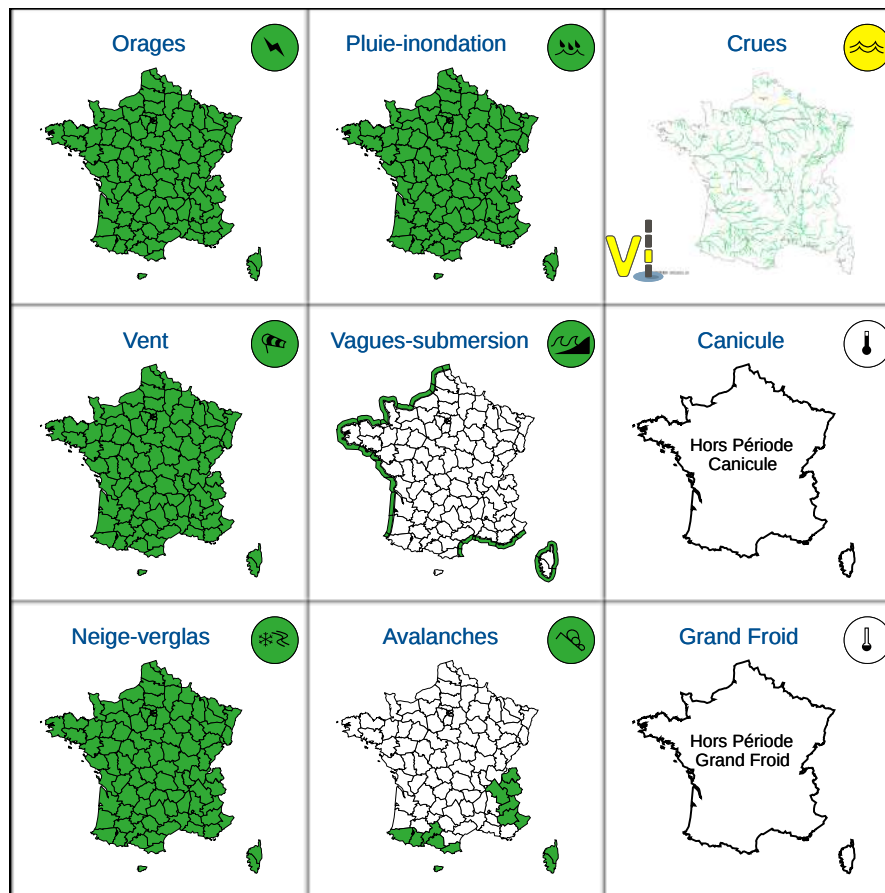 Orages
Pluie-inondation
Crues
Vent
Vagues-submersion
Canicule
Hors Période
Canicule
Neige-verglas
Avalanches
Grand Froid
Hors Période
Grand Froid